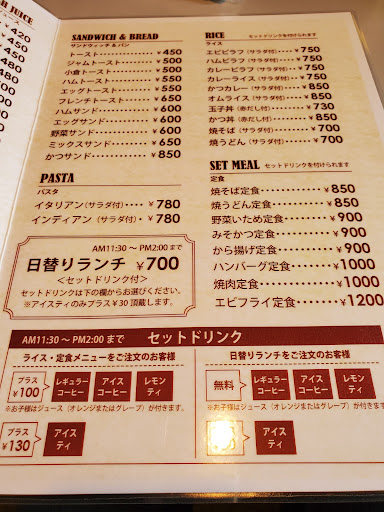 H JUICE
¥420
SANDWICH & BREAD
サンドウィッチ & パン
トースト ¥450
ジャムトースト ¥500
小倉トースト ¥500
ハムトースト ¥550
エッグトースト ¥550
フレンチトースト ¥650
ハムサンド ¥600
エッグサンド ¥600
野菜サンド ¥600
ミックスサンド ¥650
かつサンド ¥850
PASTA
パスタ
イタリアン(サラダ付) ¥780
インディアン(サラダ付) ¥780
RICE セットドリンクを付けられます
ライス
エビピラフ(サラダ付) ¥750
ハムピラフ(サラダ付) ¥750
カレーピラフ(サラダ付) ¥750
カレーライス(サラダ付) ¥750
かつカレー(サラダ付) ¥850
オムライス(サラダ付) ¥850
玉子丼(赤だし付) ¥730
かつ丼(赤だし付) ¥850
焼そば(サラダ付) ¥700
焼うどん(サラダ付) ¥700
SET MEAL セットドリンクを付けられます
定食
焼そば定食 ¥850
焼うどん定食 ¥850
野菜いため定食 ¥900
みそかつ定食 ¥900
から揚げ定食 ¥900
ハンバーグ定食 ¥1000
焼肉定食 ¥1000
エビフライ定食 ¥1200
AM11:30 ～ PM2:00 まで
日替りランチ ¥700
<セットドリンク付>
セットドリンクは下の欄からお選びください。
※アイスティのみプラス¥30 頂戴します。
AM11:30 ～ PM2:00 まで セットドリンク
ライス・定食メニューをご注文のお客様
プラス ¥100
レギュラーコーヒー
アイスコーヒー
レモンティ
※お子様はジュース(オレンジまたはグレープ)が付きます。
プラス ¥130
アイスティ
日替りランチをご注文のお客様
無料
レギュラーコーヒー
アイスコーヒー
レモンティ
※お子様はジュース(オレンジまたはグレープ)が付きます。
アイスティ